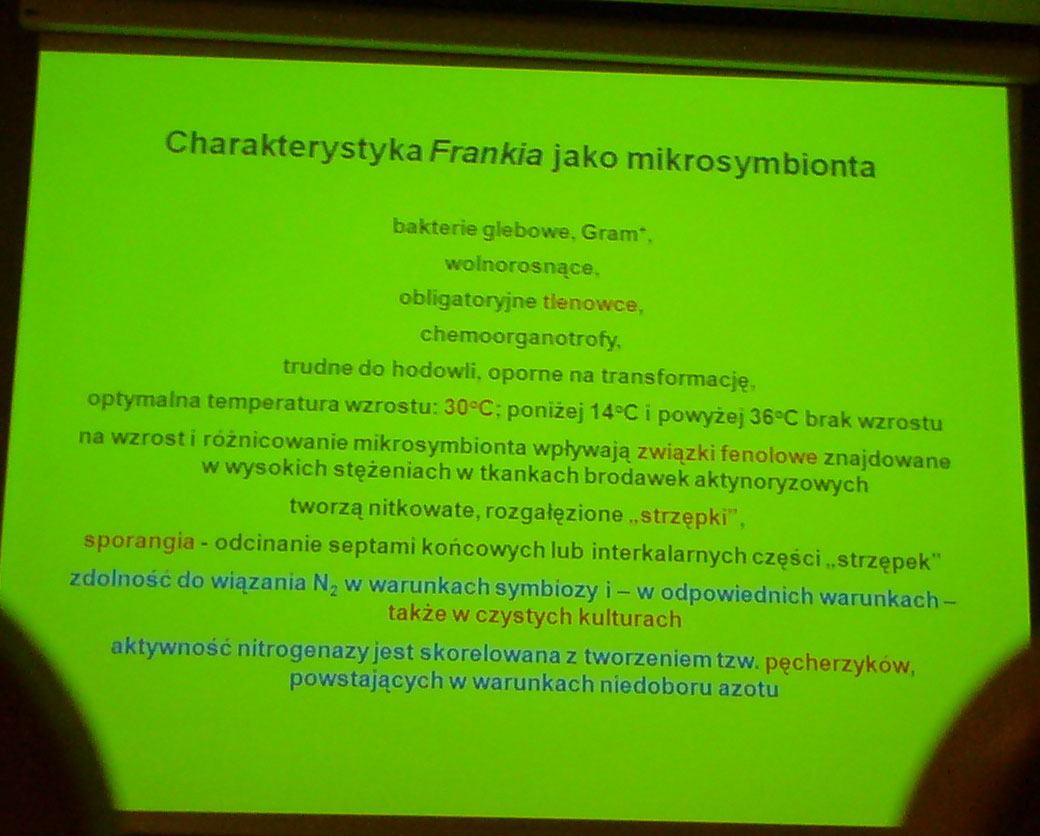 Charakterystyka Frankia jako mikrosymbionta
bakterie glebowe, Gram⁺,
wolnorosnące,
obligatoryjne tlenowce,
chemoorganotrofy,
trudne do hodowli, oporne na transformację,
optymalna temperatura wzrostu: 30°C; poniżej 14°C i powyżej 36°C brak wzrostu
na wzrost i różnicowanie mikrosymbionta wpływają związki fenolowe znajdowane
w wysokich stężeniach w tkankach brodawek aktynoryzowych
tworzą nitkowate, rozgałęzione „strzępki”,
sporangia - odcinanie septami końcowych lub interkalarnych części „strzępek”
zdolność do wiązania N₂ w warunkach symbiozy i – w odpowiednich warunkach –
także w czystych kulturach
aktywność nitrogenazy jest skorelowana z tworzeniem tzw. pęcherzyków,
powstających w warunkach niedoboru azotu